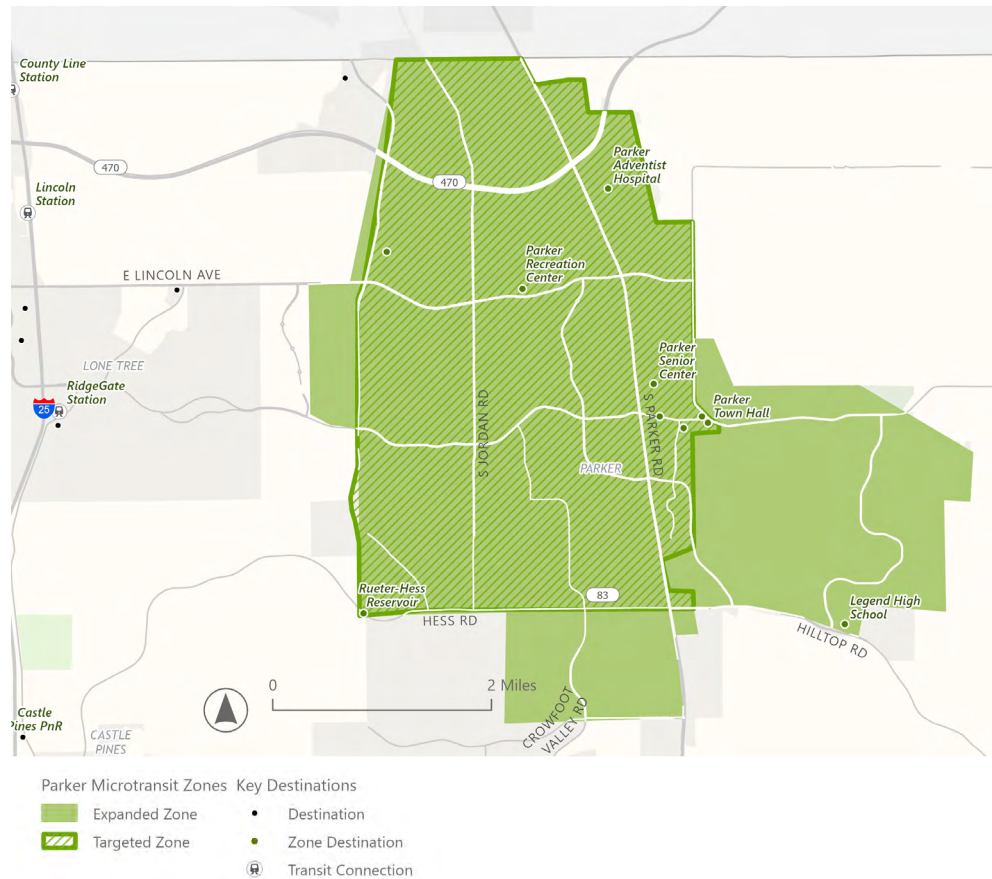 County Line
Station
470
Lincoln
Station
470
Parker
Adventist
Hospital
E LINCOLN AVE
Parker
Recreation
Center
LONE TREE
RidgeGate
Station
25
S JORDAN RD
Parker
Senior
Center
S PARKER RD
Parker
Town Hall
PARKER
Rueter-Hess
Reservoir
83
HESS RD
Legend High
School
HILLTOP RD
0
2 Miles
CROWFOOT
VALLEY RD
Castle
Pines PnR
CASTLE
PINES
Parker Microtransit Zones
Expanded Zone
Targeted Zone
Key Destinations
Destination
Zone Destination
Transit Connection